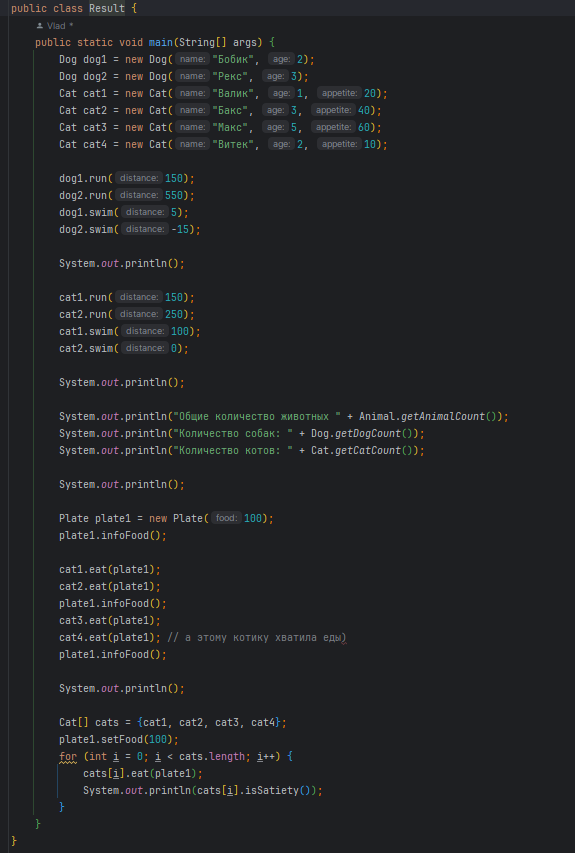 public class Result {
Vlad *
public static void main(String[] args) {
Dog dog1 = new Dog( name: "Бобик", age: 2);
Dog dog2 = new Dog( name: "Рекс", age: 3);
Cat cat1 = new Cat( name: "Валик", age: 1, appetite: 20);
Cat cat2 = new Cat( name: "Бакс", age: 3, appetite: 40);
Cat cat3 = new Cat( name: "Макс", age: 5, appetite: 60);
Cat cat4 = new Cat( name: "Витек", age: 2, appetite: 10);
dog1.run( distance: 150);
dog2.run( distance: 550);
dog1.swim( distance: 5);
dog2.swim( distance: -15);
System.out.println();
cat1.run( distance: 150);
cat2.run( distance: 250);
cat1.swim( distance: 100);
cat2.swim( distance: 0);
System.out.println();
System.out.println("Общие количество животных " + Animal.getAnimalCount());
System.out.println("Количество собак: " + Dog.getDogCount());
System.out.println("Количество котов: " + Cat.getCatCount());
System.out.println();
Plate plate1 = new Plate( food: 100);
plate1.infoFood();
cat1.eat(plate1);
cat2.eat(plate1);
plate1.infoFood();
cat3.eat(plate1);
cat4.eat(plate1); // а этому котику хватила еды)
plate1.infoFood();
System.out.println();
Cat[] cats = {cat1, cat2, cat3, cat4};
plate1.setFood(100);
for (int i = 0; i < cats.length; i++) {
cats[i].eat(plate1);
System.out.println(cats[i].isSatiety());
}
}
}